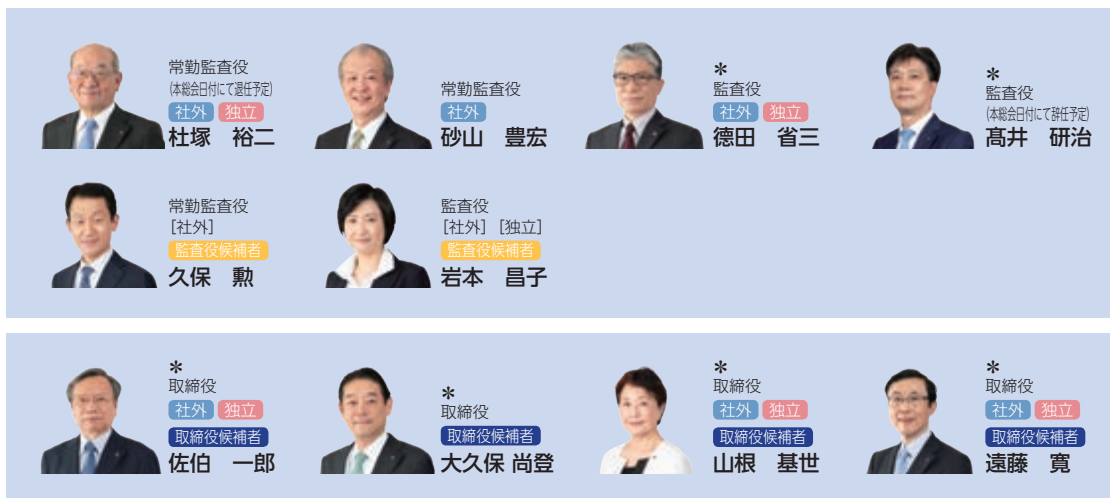 常勤監査役
(本総会日付にて退任予定)
社外 独立
杜塚 裕二
常勤監査役
社外
砂山 豊宏
＊
監査役
社外 独立
德田 省三
＊
監査役
(本総会日付にて辞任予定)
髙井 研治
常勤監査役
［社外］
監査役候補者
久保 勲
監査役
［社外］［独立］
監査役候補者
岩本 昌子
＊
取締役
社外 独立
取締役候補者
佐伯 一郎
＊
取締役
取締役候補者
大久保 尚登
＊
取締役
社外 独立
取締役候補者
山根 基世
＊
取締役
社外 独立
取締役候補者
遠藤 寛